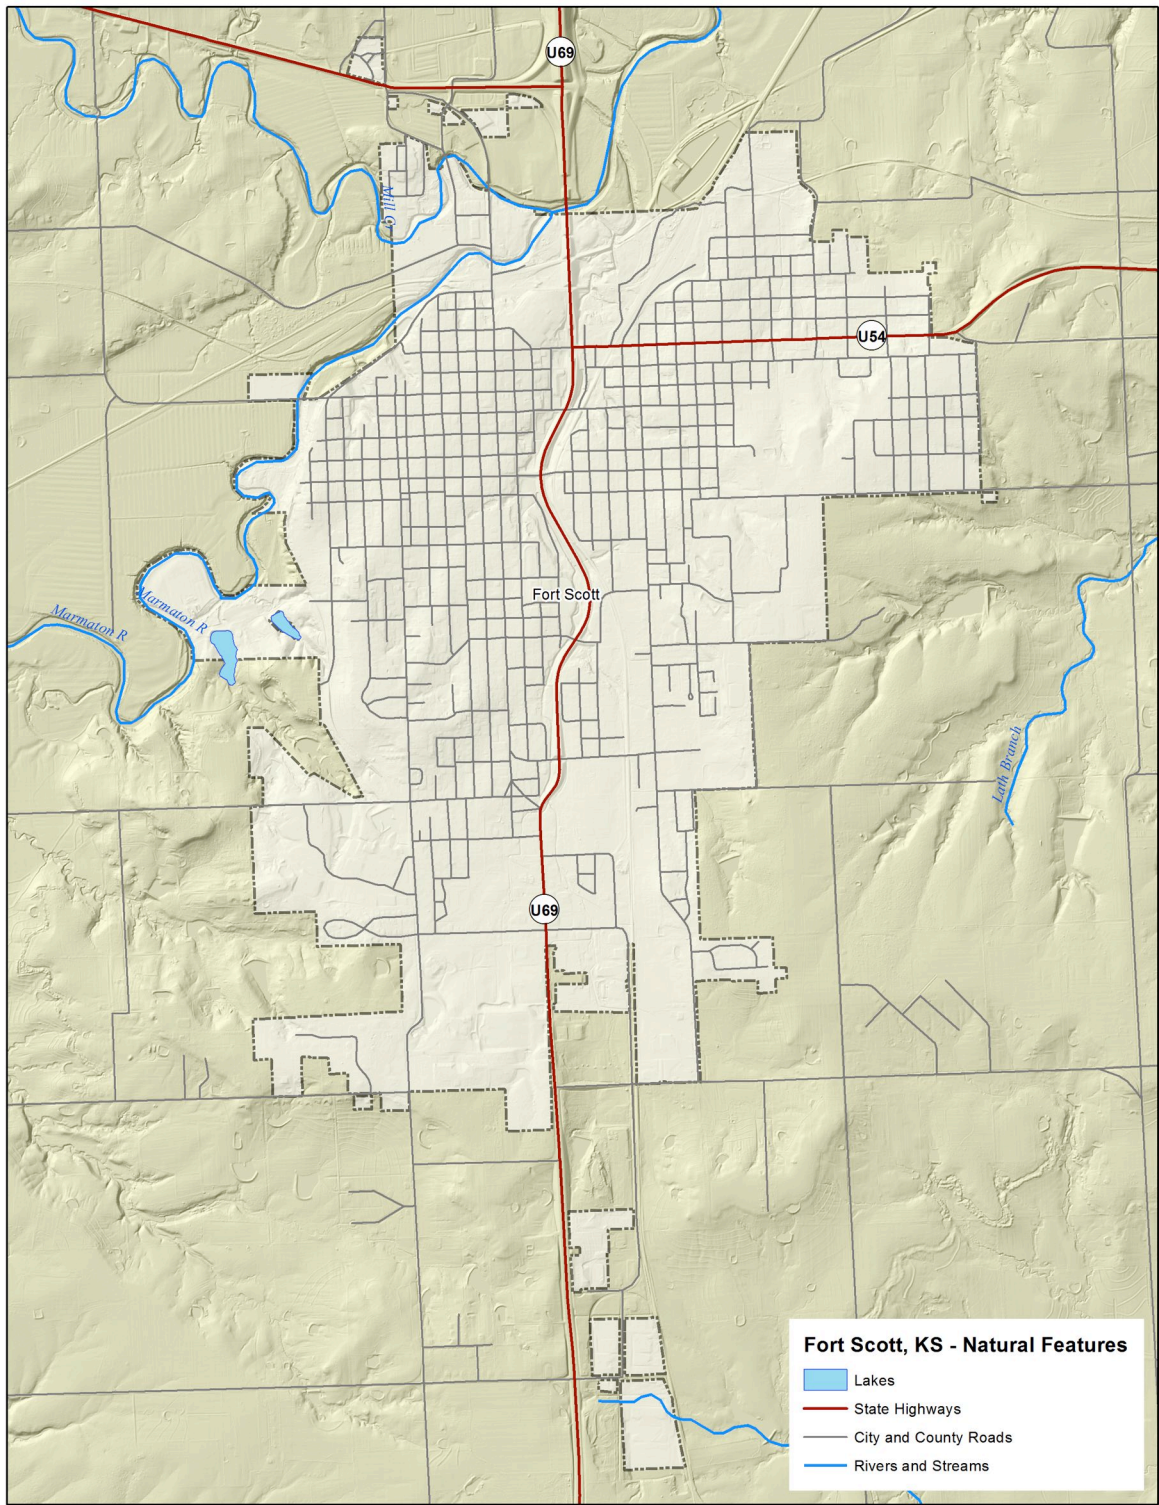 U69
Mill Cr
U54
Fort Scott
Marmaton R
Marmaton R
Lath Branch
U69
Fort Scott, KS - Natural Features
Lakes
State Highways
City and County Roads
Rivers and Streams